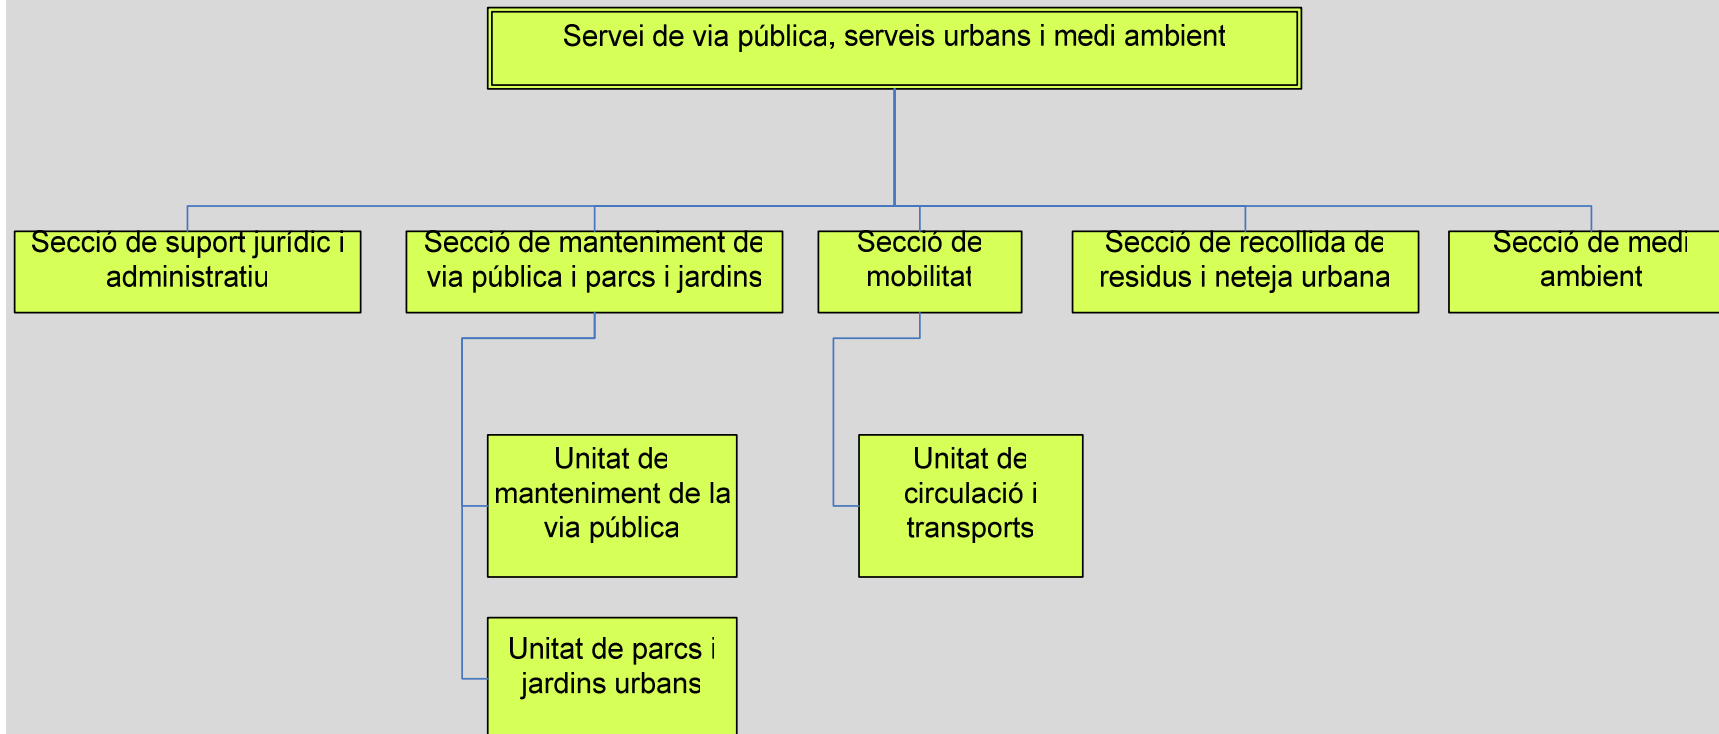 Servei de via pública, serveis urbans i medi ambient
Secció de suport jurídic i
administratiu
Secció de manteniment de
via pública i parcs i jardins
Secció de
mobilitat
Secció de recollida de
residus i neteja urbana
Secció de medi
ambient
Unitat de
manteniment de la
via pública
Unitat de
circulació i
transports
Unitat de parcs i
jardins urbans